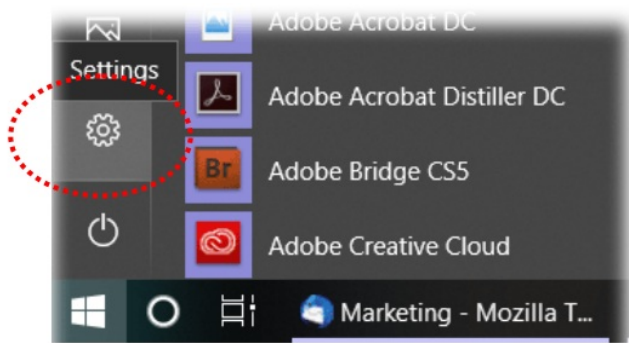 Adobe Acrobat DC
Settings
Adobe Acrobat Distiller DC
Br
Adobe Bridge CS5
Adobe Creative Cloud
Marketing - Mozilla T...